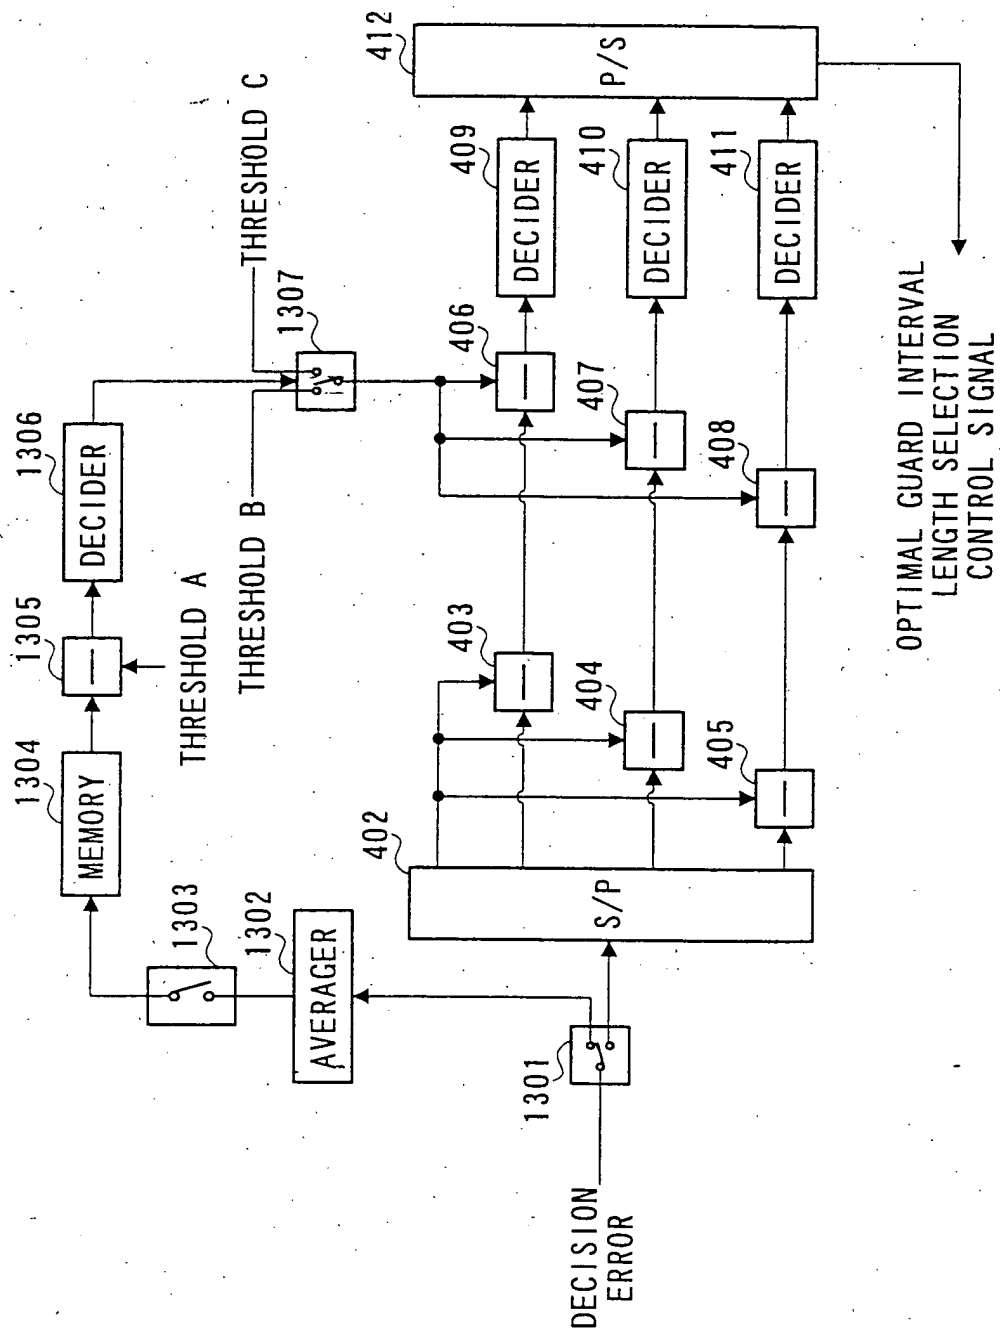 1304
MEMORY
1305
THRESHOLD A
1306
DECIDER
1303
1302
AVERAGER
THRESHOLD B
THRESHOLD C
1307
1301
DECISION
ERROR
402
S/P
403
404
405
406
407
408
409
DECIDER
410
DECIDER
411
DECIDER
412
P/S
OPTIMAL GUARD INTERVAL
LENGTH SELECTION
CONTROL SIGNAL